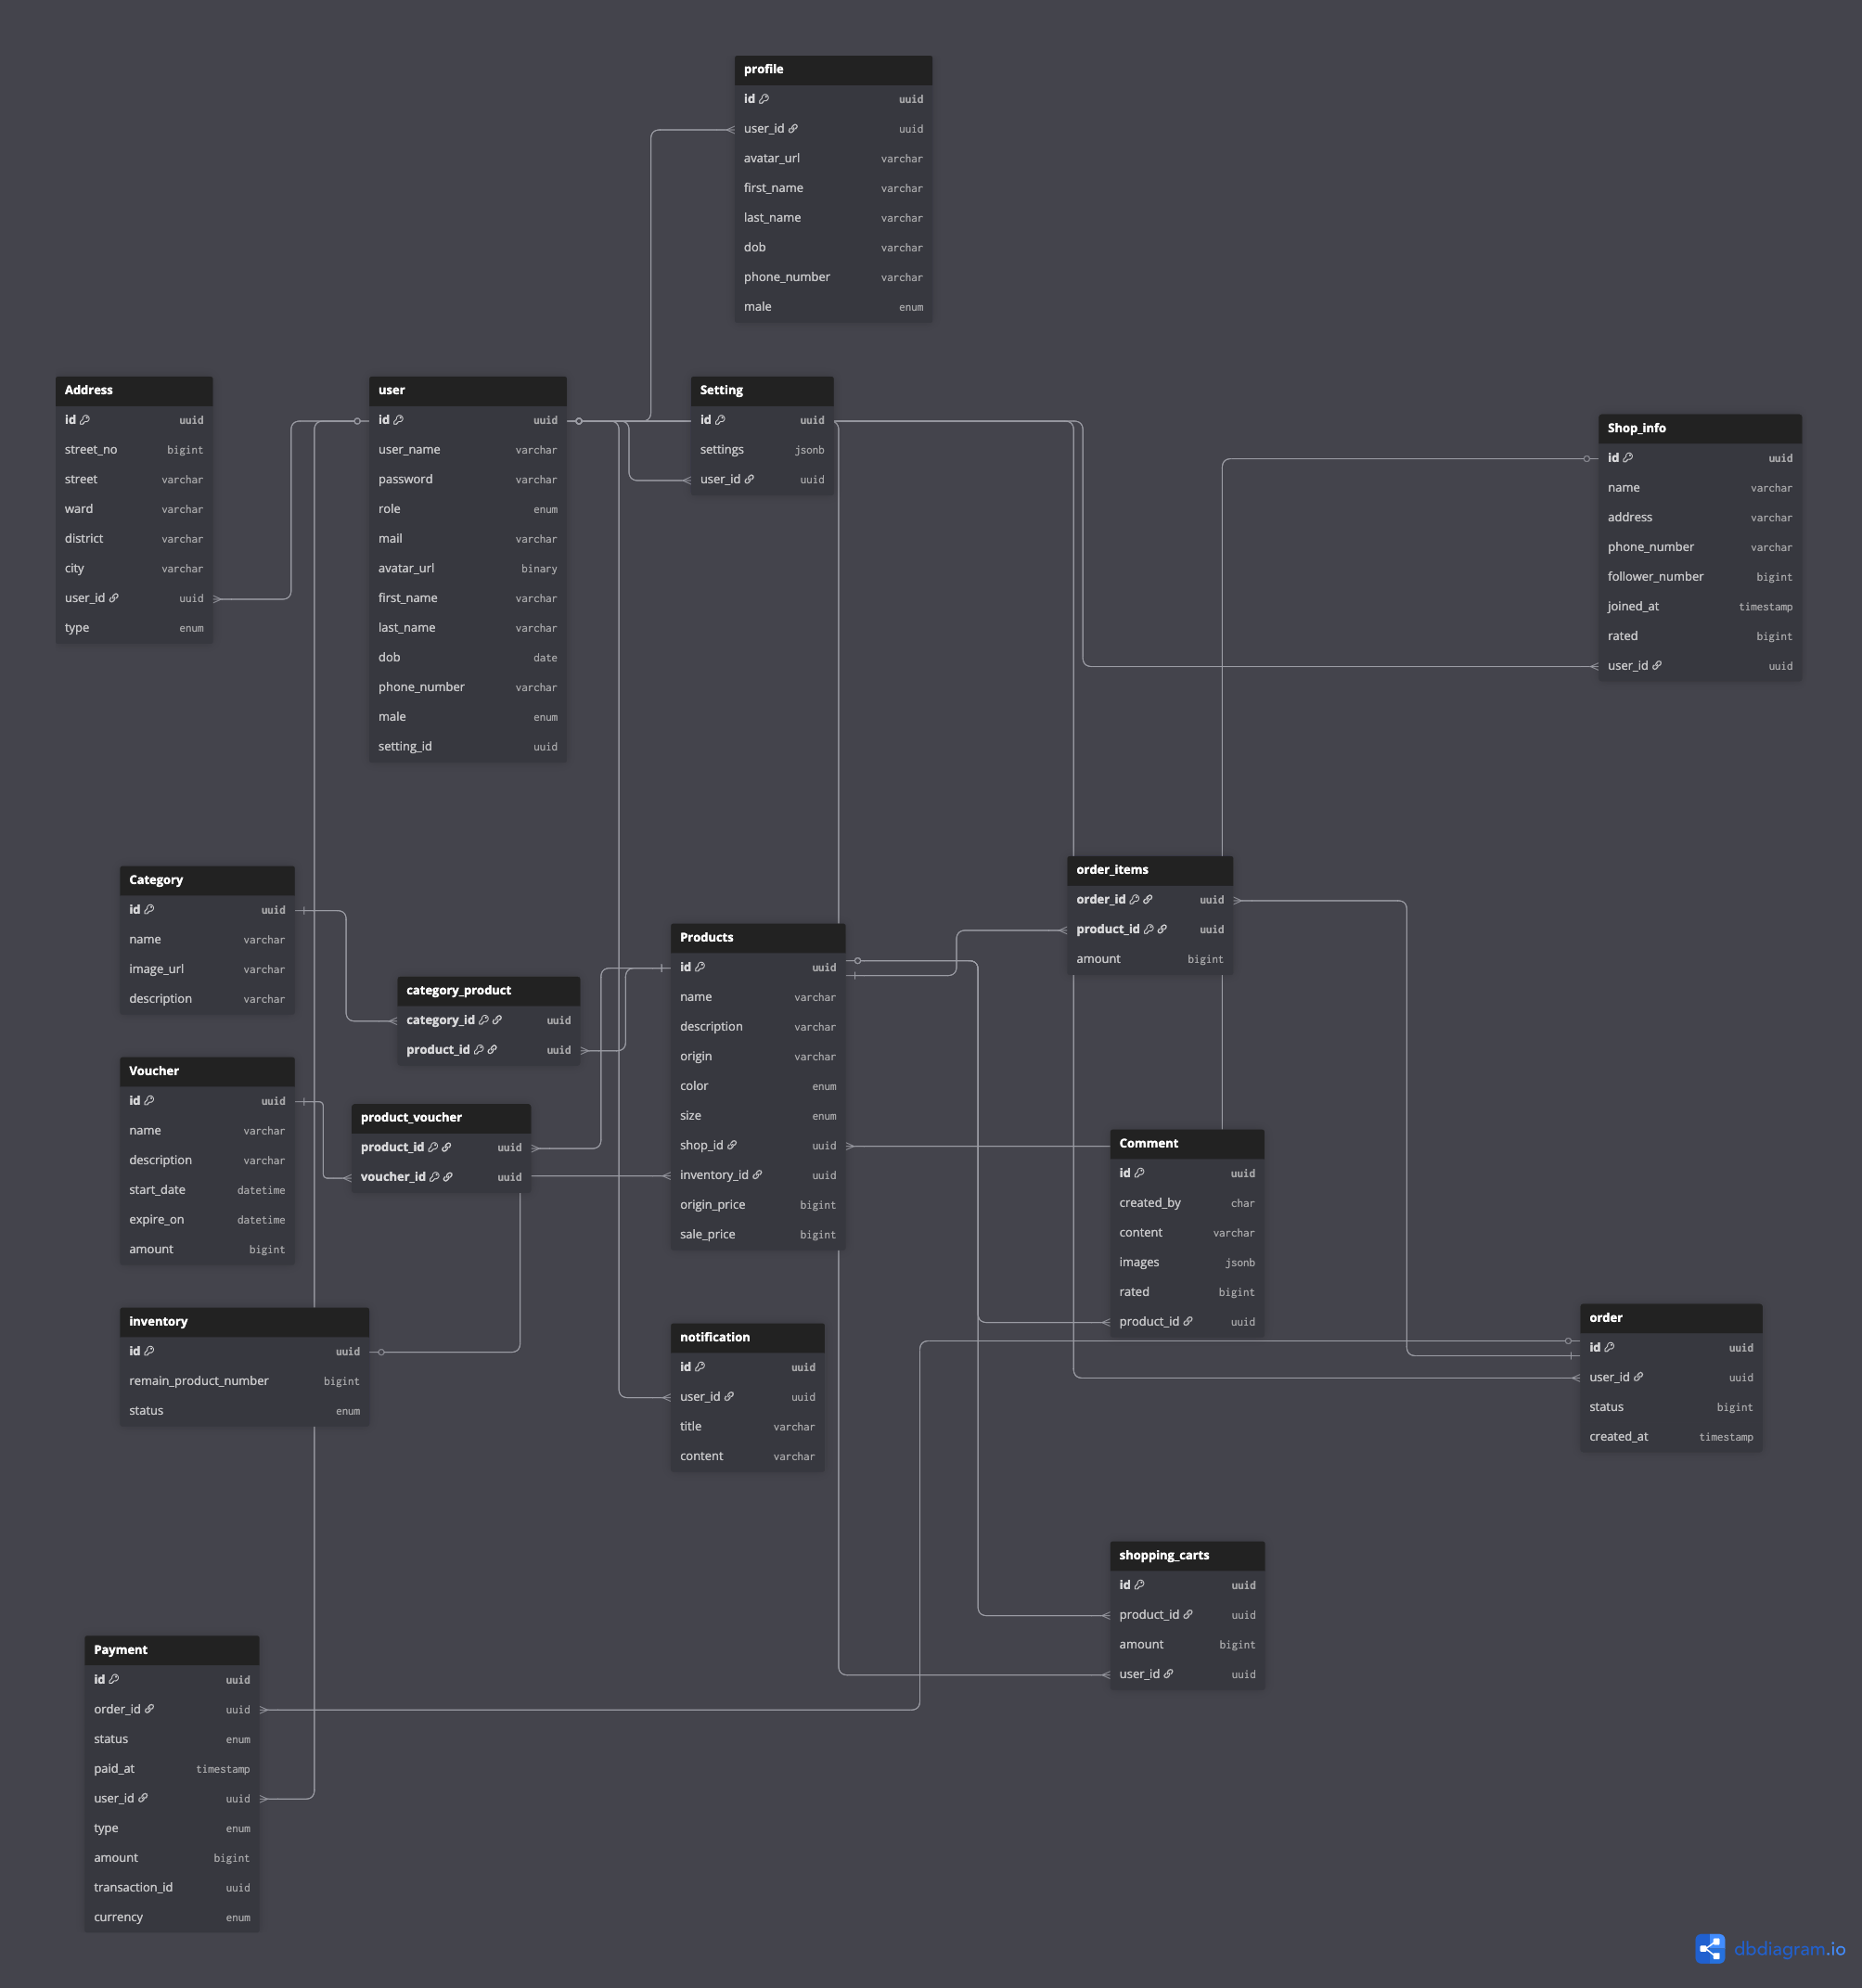 profile
id uuid
user_id uuid
avatar_url varchar
first_name varchar
last_name varchar
dob varchar
phone_number varchar
male enum
Address
id uuid
street_no bigint
street varchar
ward varchar
district varchar
city varchar
user_id uuid
type enum
user
id uuid
user_name varchar
password varchar
role enum
mail varchar
avatar_url binary
first_name varchar
last_name varchar
dob date
phone_number varchar
male enum
setting_id uuid
Setting
id uuid
settings jsonb
user_id uuid
Shop_info
id uuid
name varchar
address varchar
phone_number varchar
follower_number bigint
joined_at timestamp
rated bigint
user_id uuid
Category
id uuid
name varchar
image_url varchar
description varchar
category_product
category_id uuid
product_id uuid
Products
id uuid
name varchar
description varchar
origin varchar
color enum
size enum
shop_id uuid
inventory_id uuid
origin_price bigint
sale_price bigint
order_items
order_id uuid
product_id uuid
amount bigint
Voucher
id uuid
name varchar
description varchar
start_date datetime
expire_on datetime
amount bigint
product_voucher
product_id uuid
voucher_id uuid
Comment
id uuid
created_by char
content varchar
images jsonb
rated bigint
product_id uuid
inventory
id uuid
remain_product_number bigint
status enum
notification
id uuid
user_id uuid
title varchar
content varchar
order
id uuid
user_id uuid
status bigint
created_at timestamp
shopping_carts
id uuid
product_id uuid
amount bigint
user_id uuid
Payment
id uuid
order_id uuid
status enum
paid_at timestamp
user_id uuid
type enum
amount bigint
transaction_id uuid
currency enum
dbdiagram.io